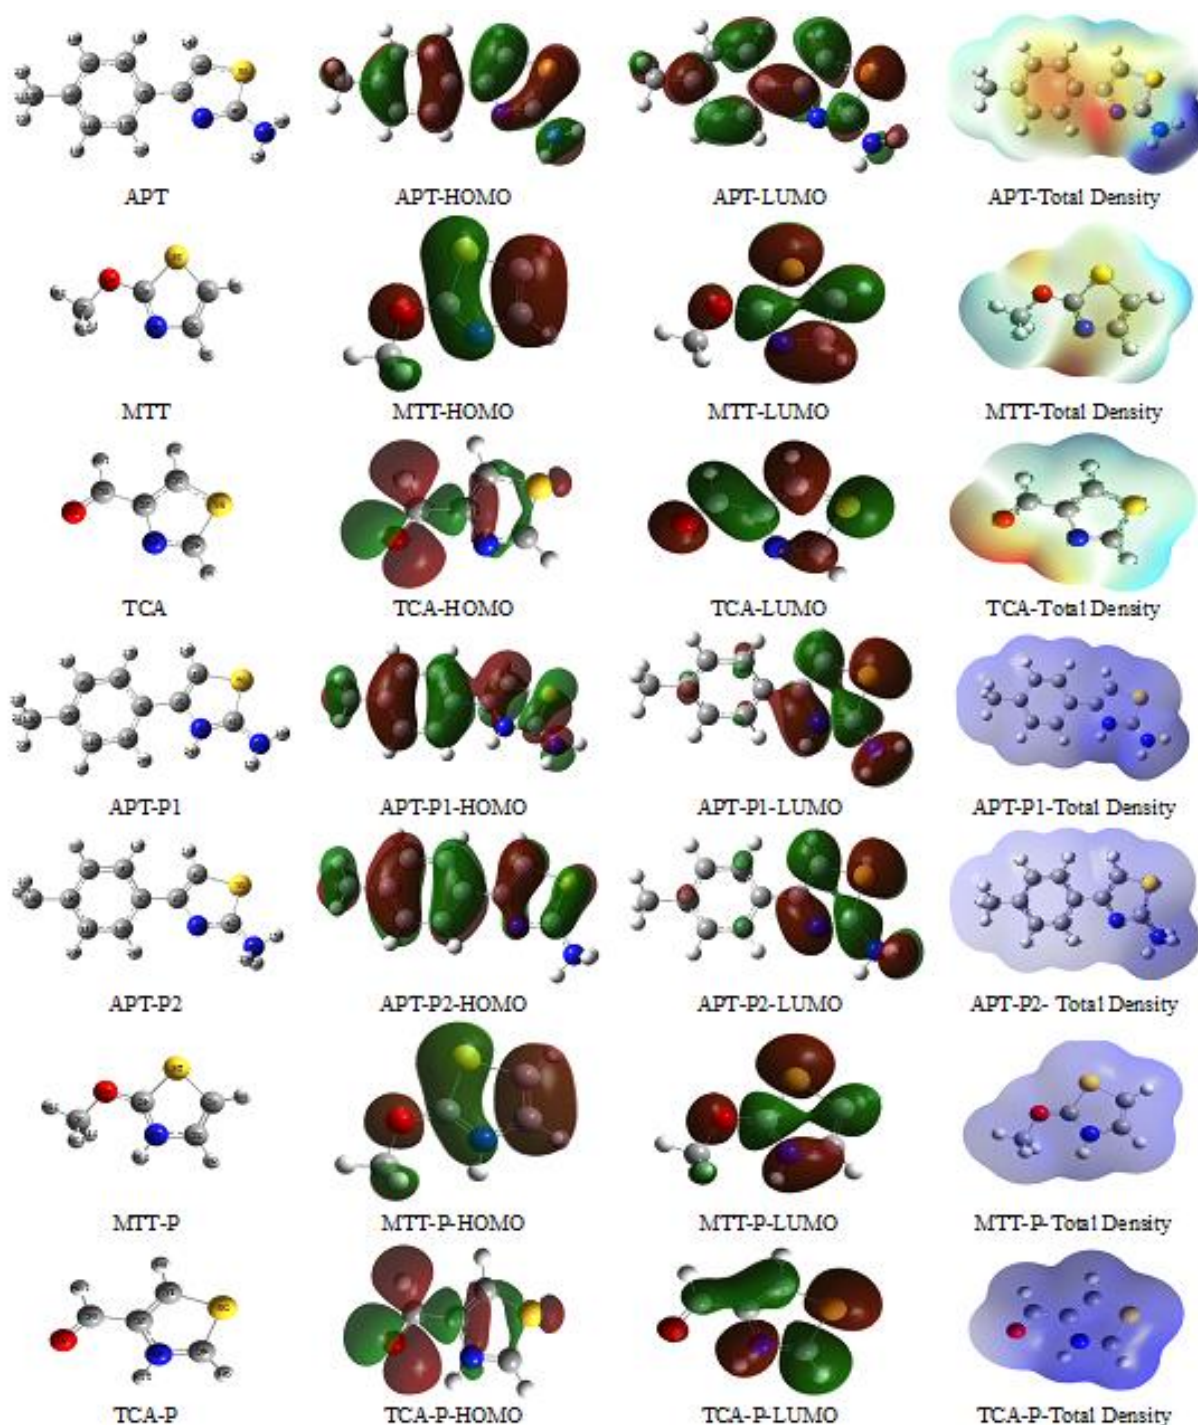 APT APT-HOMO APT-LUMO APT-Total Density
MTT MTT-HOMO MTT-LUMO MTT-Total Density
TCA TCA-HOMO TCA-LUMO TCA-Total Density
APT-P1 APT-P1-HOMO APT-P1-LUMO APT-P1-Total Density
APT-P2 APT-P2-HOMO APT-P2-LUMO APT-P2- Total Density
MTT-P MTT-P-HOMO MTT-P-LUMO MTT-P-Total Density
TCA-P TCA-P-HOMO TCA-P-LUMO TCA-P-Total Density